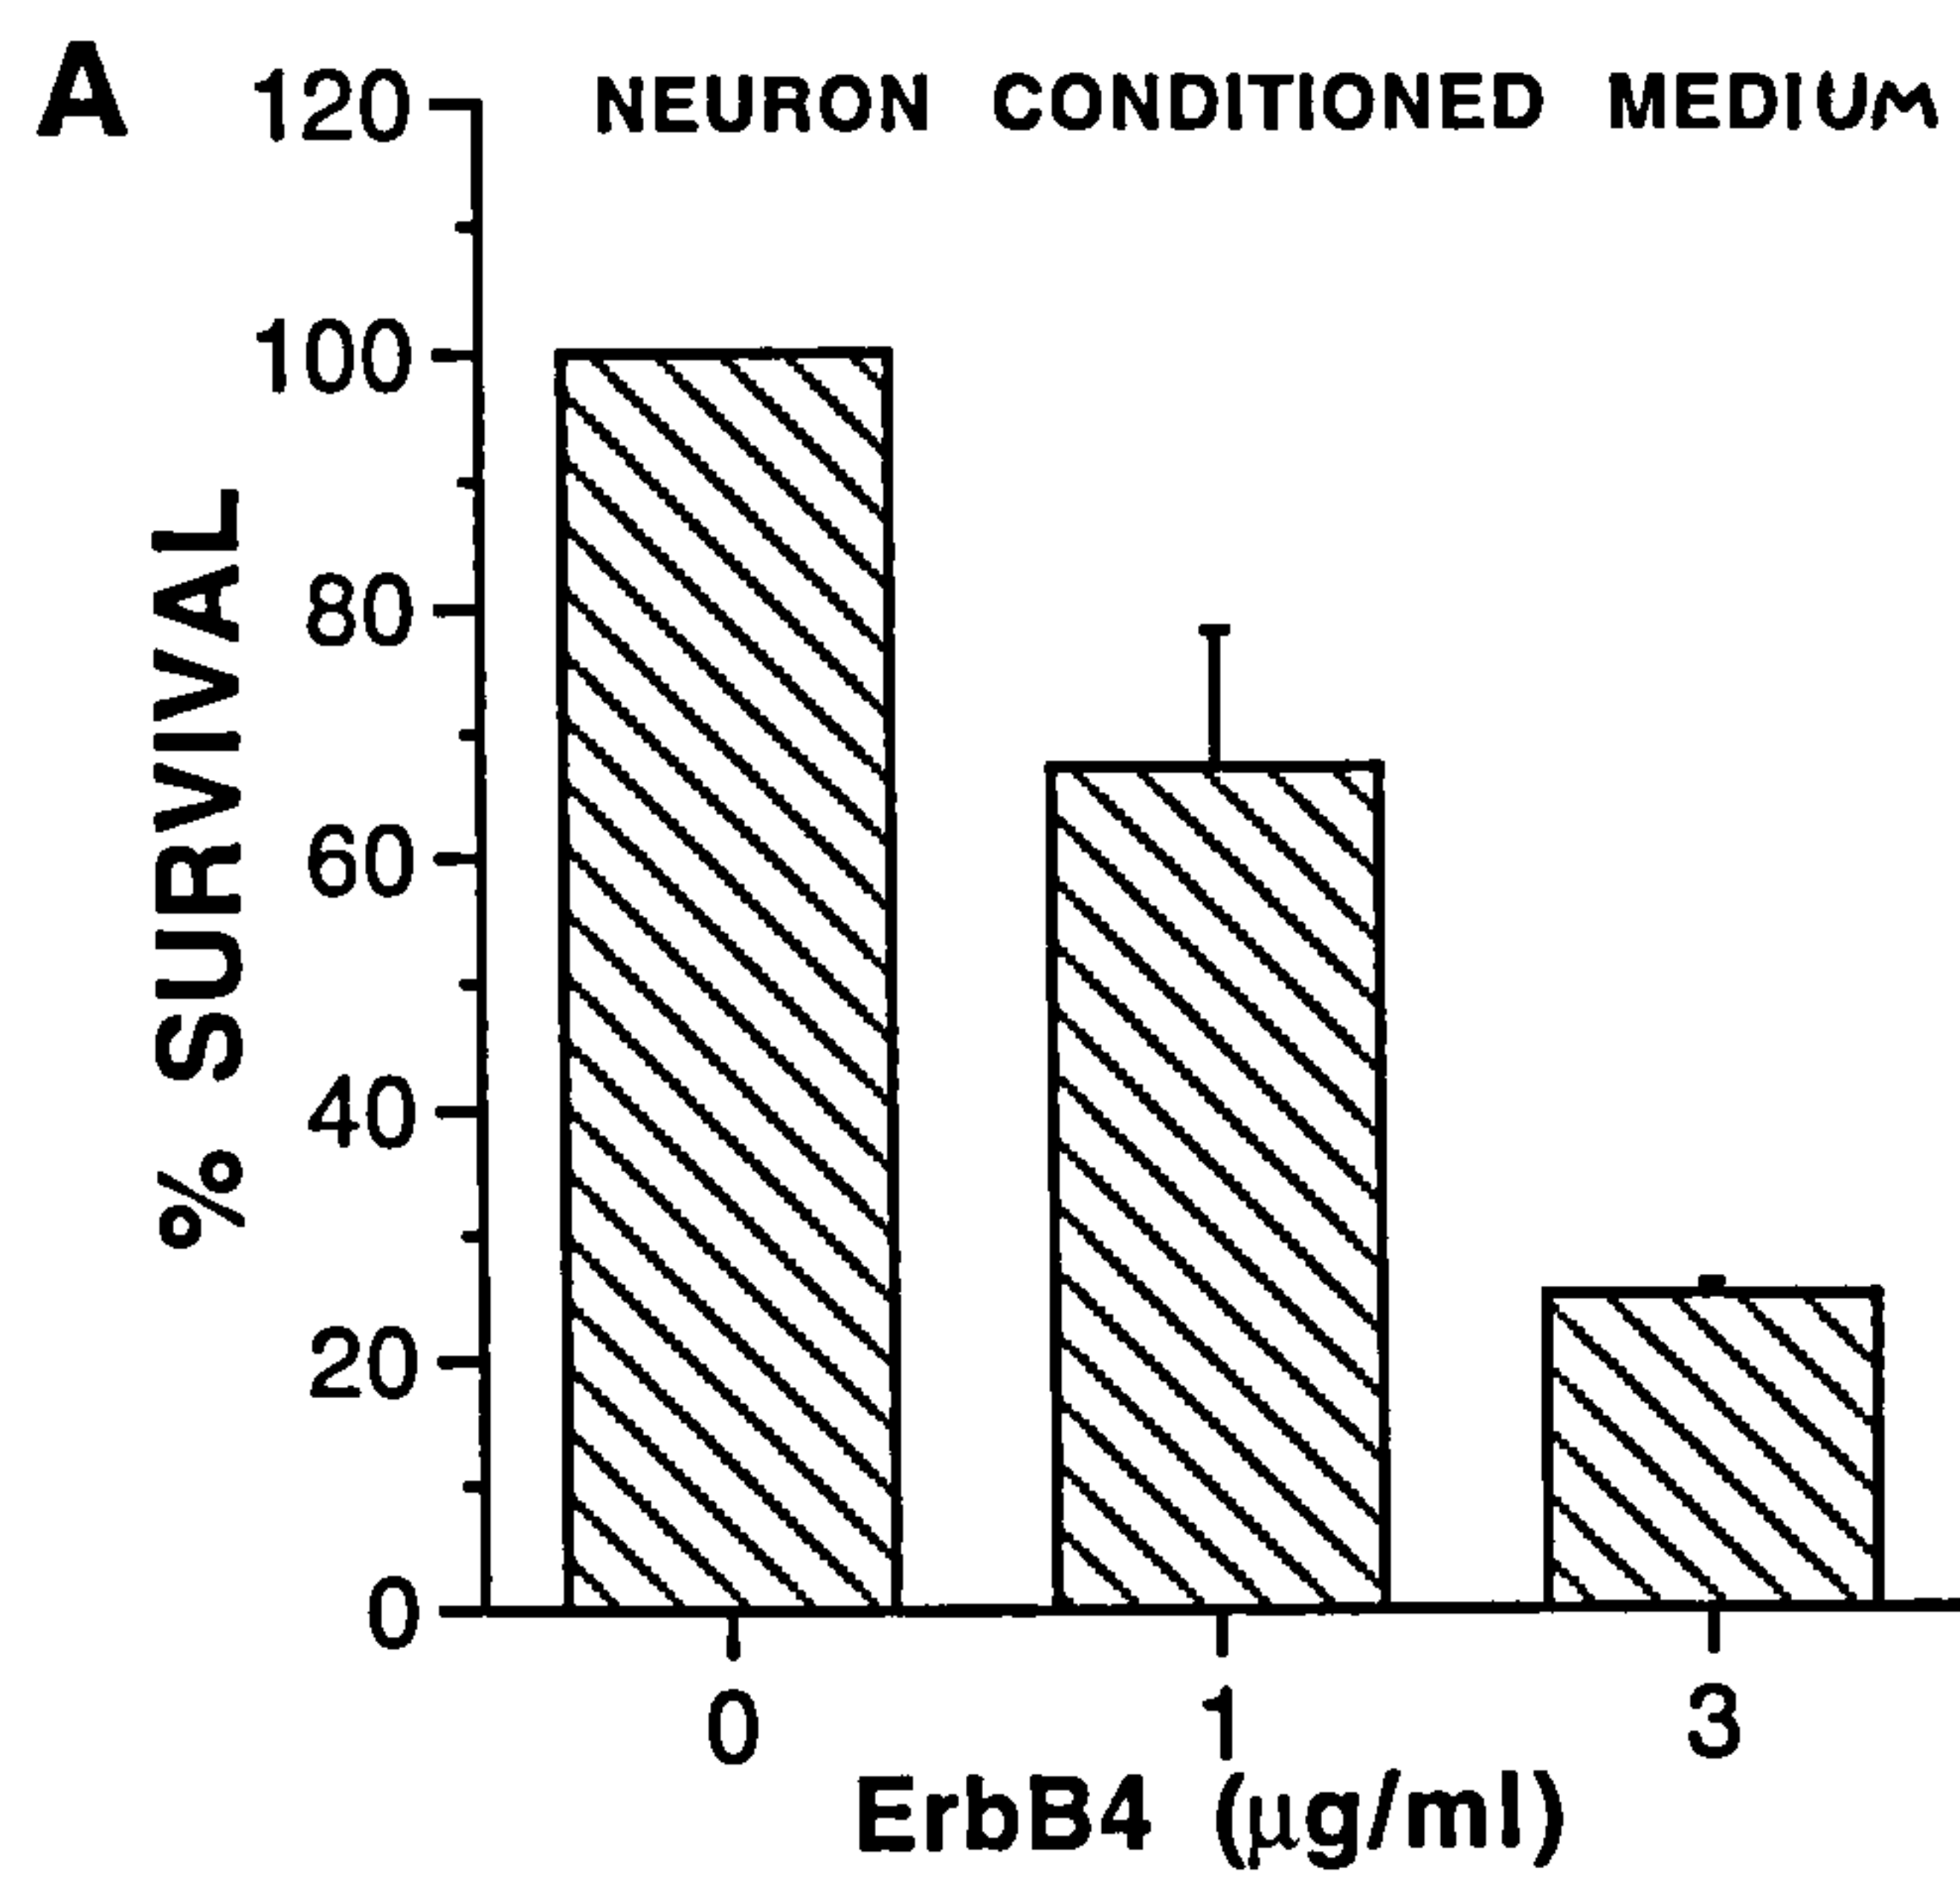 A
NEURON CONDITIONED MEDIUM
% SURVIVAL
120
100
80
60
40
20
0
0 1 3
ErbB4 (μg/ml)